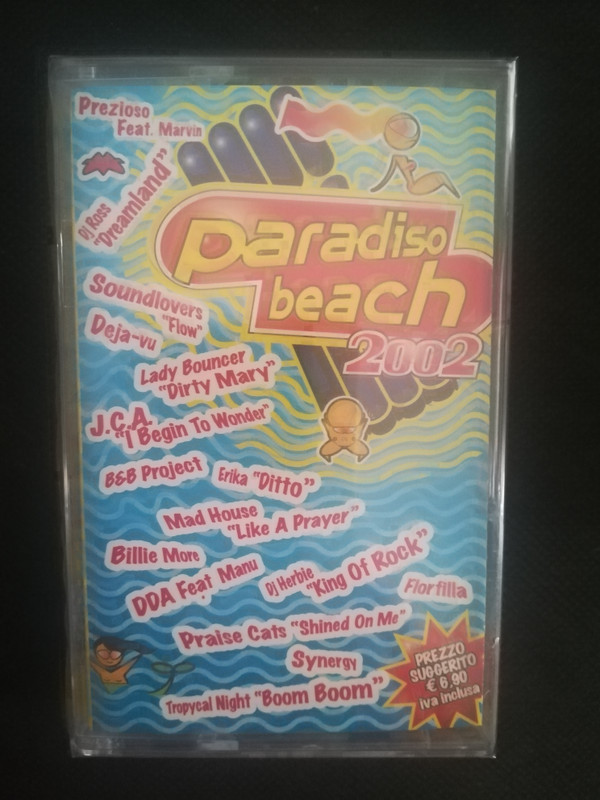 Prezioso
Feat. Marvin
Dj Ross
"Dreamland"
paradiso
beach
2002
Soundlovers
"Flow"
Deja-vu
Lady Bouncer
"Dirty Mary"
J.C.A.
"I Begin To Wonder"
B&B Project
Erika "Ditto"
Mad House
"Like A Prayer"
Billie More
DDA Feat Manu
Dj Herbie
"King Of Rock"
Fiorfilla
Praise Cats "Shined On Me"
Synergy
Tropycal Night "Boom Boom"
PREZZO
SUGGERITO
€ 6,90
iva inclusa